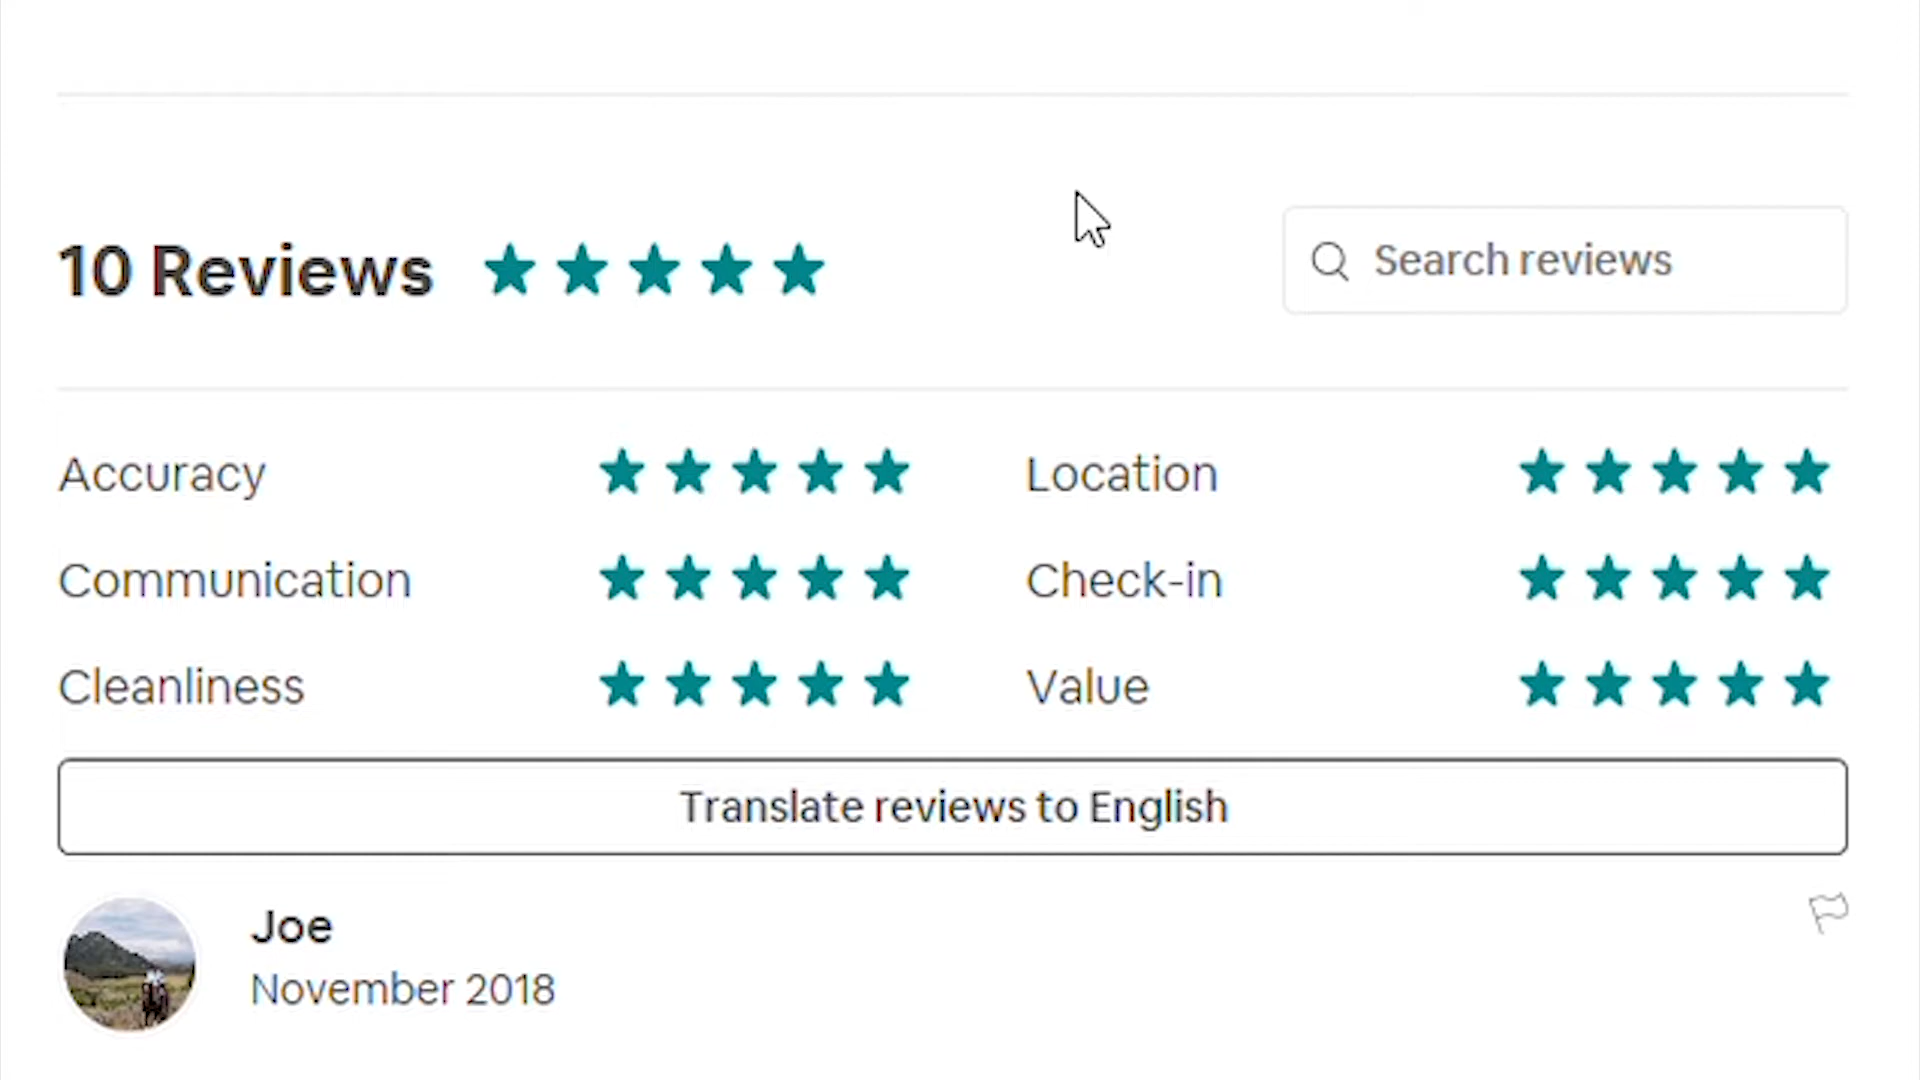 10 Reviews
Search reviews
Accuracy
Location
Communication
Check-in
Cleanliness
Value
Translate reviews to English
Joe
November 2018